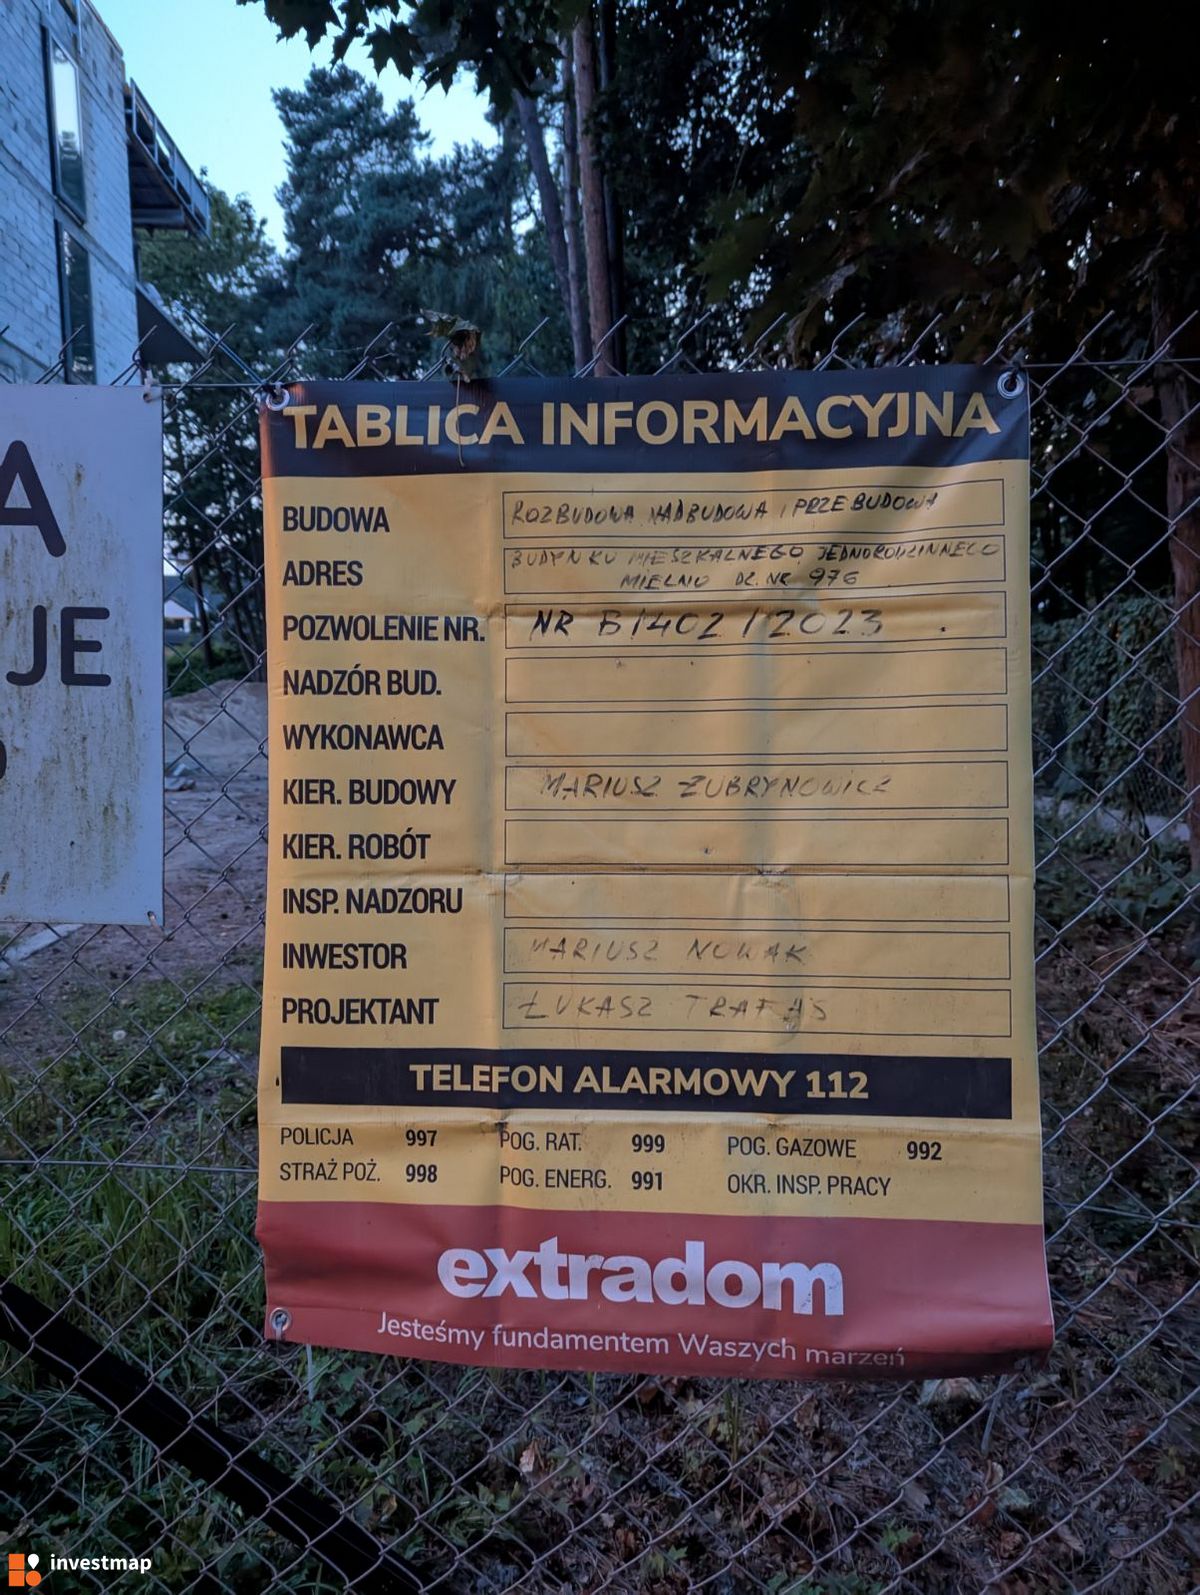 TABLICA INFORMACYJNA
BUDOWA ROZBUDOWA NADBUDOWA I PRZEBUDOWA
ADRES BUDYNKU MIESZKALNEGO JEDNORODZINNEGO
MIELNO DZ. NR 976
POZWOLENIE NR. NR B/402/2023
NADZÓR BUD.
WYKONAWCA
KIER. BUDOWY MARIUSZ ZUBRYNOWICZ
KIER. ROBÓT
INSP. NADZORU
INWESTOR MARIUSZ NOWAK
PROJEKTANT ŁUKASZ TRAFAS
TELEFON ALARMOWY 112
POLICJA 997 POG. RAT. 999 POG. GAZOWE 992
STRAŻ POŻ. 998 POG. ENERG. 991 OKR. INSP. PRACY
extradom
Jesteśmy fundamentem Waszych marzeń
A
JE
investmap